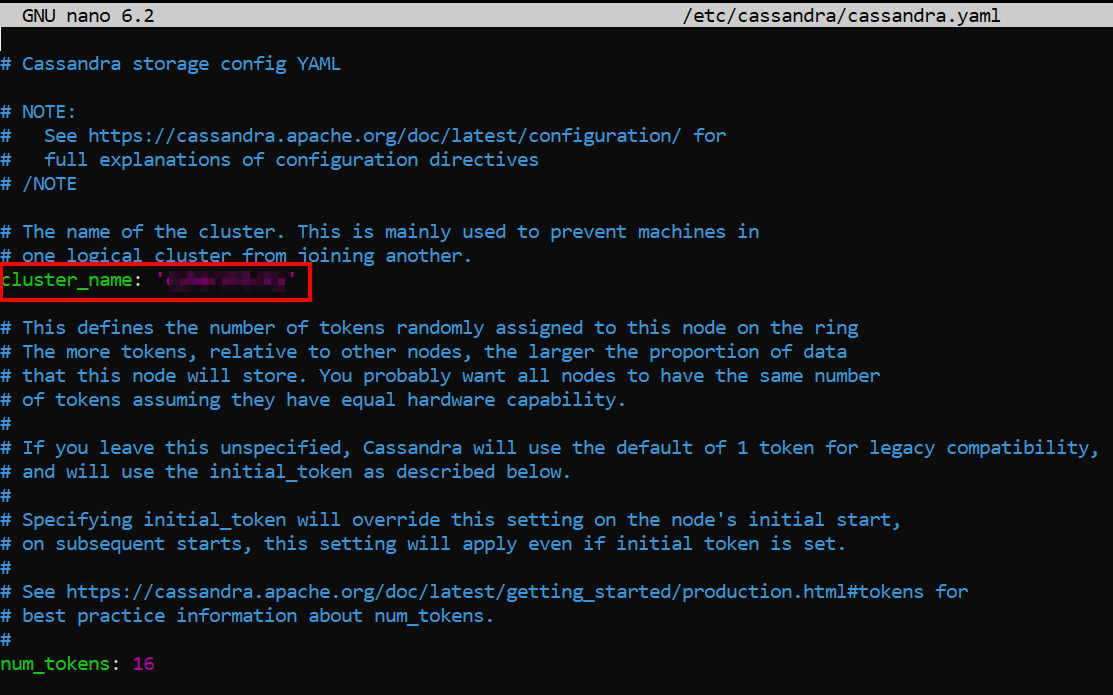 GNU nano 6.2 /etc/cassandra/cassandra.yaml
# Cassandra storage config YAML
# NOTE:
#   See https://cassandra.apache.org/doc/latest/configuration/ for
#   full explanations of configuration directives
# /NOTE
# The name of the cluster. This is mainly used to prevent machines in
# one logical cluster from joining another.
cluster_name: ' '
# This defines the number of tokens randomly assigned to this node on the ring
# The more tokens, relative to other nodes, the larger the proportion of data
# that this node will store. You probably want all nodes to have the same number
# of tokens assuming they have equal hardware capability.
#
# If you leave this unspecified, Cassandra will use the default of 1 token for legacy compatibility,
# and will use the initial_token as described below.
#
# Specifying initial_token will override this setting on the node's initial start,
# on subsequent starts, this setting will apply even if initial token is set.
#
# See https://cassandra.apache.org/doc/latest/getting_started/production.html#tokens for
# best practice information about num_tokens.
#
num_tokens: 16